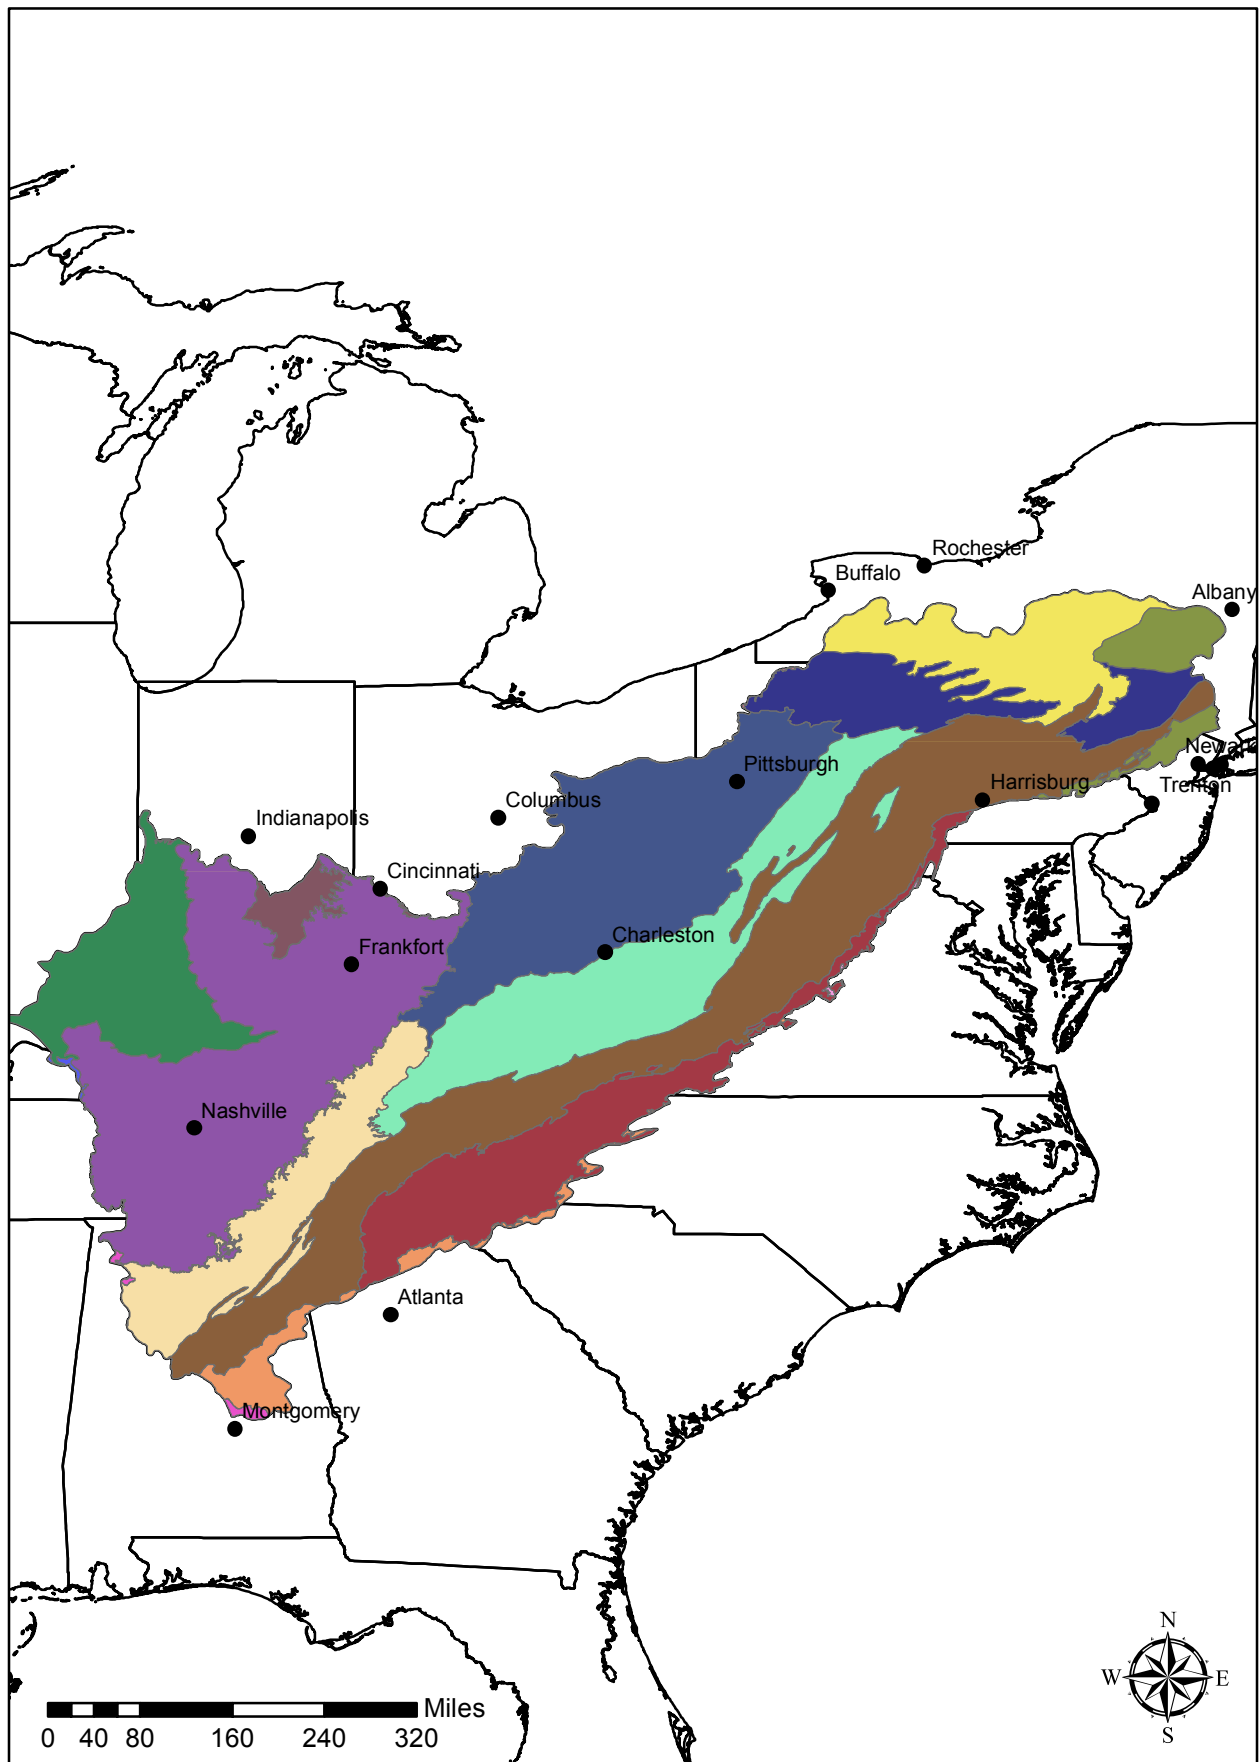 Rochester
Buffalo
Albany
Newark
Pittsburgh
Harrisburg
Trenton
Columbus
Indianapolis
Cincinnati
Charleston
Frankfort
Nashville
Atlanta
Montgomery
N
W E
S
Miles
0 40 80 160 240 320